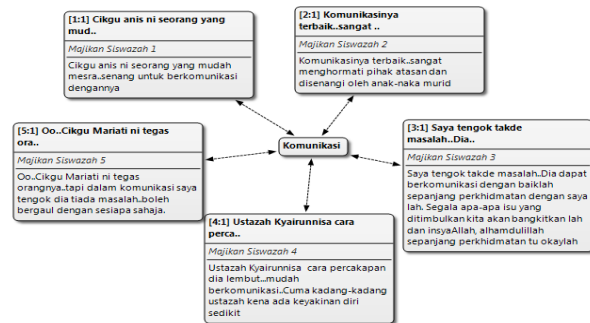 [1:1] Cikgu anis ni seorang yang
mud..
Majikan Siswazah 1
Cikgu anis ni seorang yang mudah
mesra..senang untuk berkomunikasi
dengannya
[2:1] Komunikasinya
terbaik..sangat ..
Majikan Siswazah 2
Komunikasinya terbaik..sangat
menghormati pihak atasan dan
disenangi oleh anak-naka murid
[5:1] Oo..Cikgu Mariati ni tegas
ora..
Majikan Siswazah 5
Oo..Cikgu Mariati ni tegas
orangnya..tapi dalam komunikasi saya
tengok dia tiada masalah..boleh
bergaul dengan sesiapa sahaja.
Komunikasi
[3:1] Saya tengok takde
masalah..Dia..
Majikan Siswazah 3
Saya tengok takde masalah..Dia dapat
berkomunikasi dengan baiklah
sepanjang perkhidmatan dengan saya
lah. Segala apa-apa isu yang
ditimbulkan kita akan bangkitkan lah
dan insyaAllah, alhamdulillah
sepanjang perkhidmatan tu okaylah
[4:1] Ustazah Kyairunnisa cara
perca..
Majikan Siswazah 4
Ustazah Kyairunnisa cara percakapan
dia lembut...mudah
berkomunikasi..Cuma kadang-kadang
ustazah kena ada keyakinan diri
sedikit